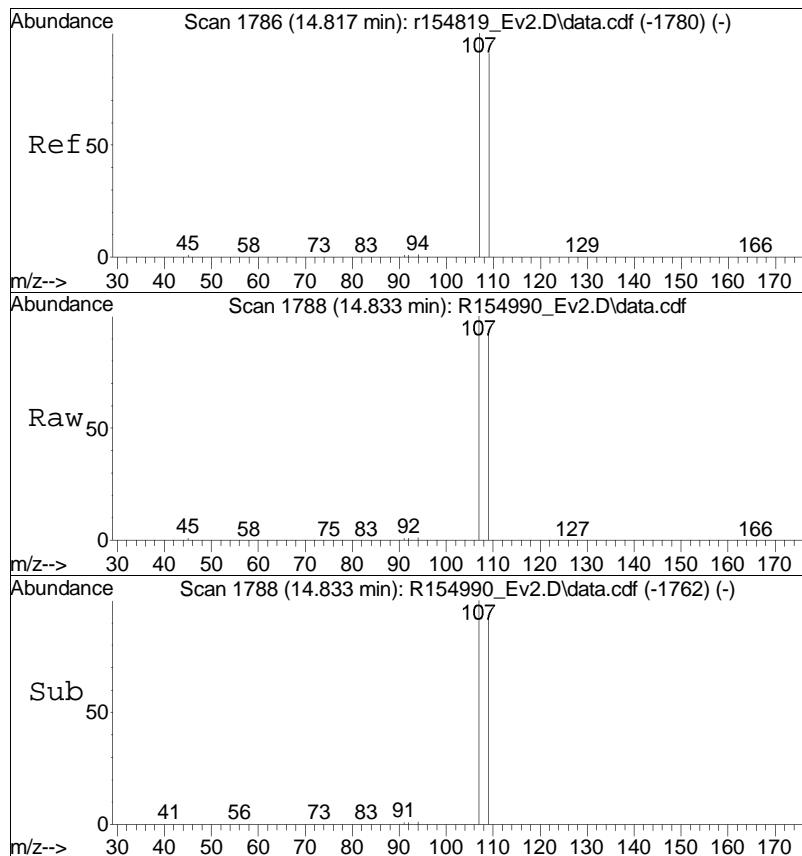 Abundance Scan 1786 (14.817 min): r154819_Ev2.D\data.cdf (-1780) (-)
107
Ref 50
45 58 73 83 94 129 166
0
m/z--> 30 40 50 60 70 80 90 100 110 120 130 140 150 160 170
Abundance Scan 1788 (14.833 min): R154990_Ev2.D\data.cdf
107
Raw 50
45 58 75 83 92 127 166
0
m/z--> 30 40 50 60 70 80 90 100 110 120 130 140 150 160 170
Abundance Scan 1788 (14.833 min): R154990_Ev2.D\data.cdf (-1762) (-)
107
Sub 50
41 56 73 83 91
0
m/z--> 30 40 50 60 70 80 90 100 110 120 130 140 150 160 170